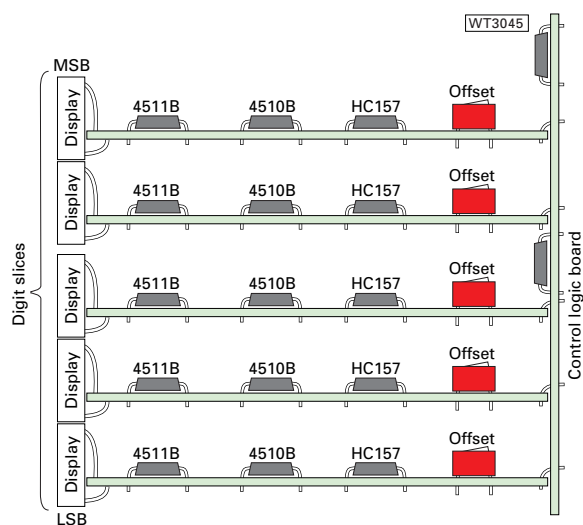 WT3045
MSB
Display 4511B 4510B HC157 Offset
Display 4511B 4510B HC157 Offset
Display 4511B 4510B HC157 Offset
Display 4511B 4510B HC157 Offset
Display 4511B 4510B HC157 Offset
LSB
Digit slices
Control logic board